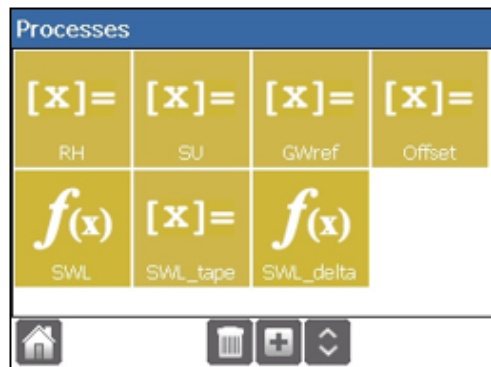 Processes
[x]= [x]= [x]= [x]=
RH SU GWref Offset
f(x) [x]= f(x)
SWL SWL_tape SWL_delta